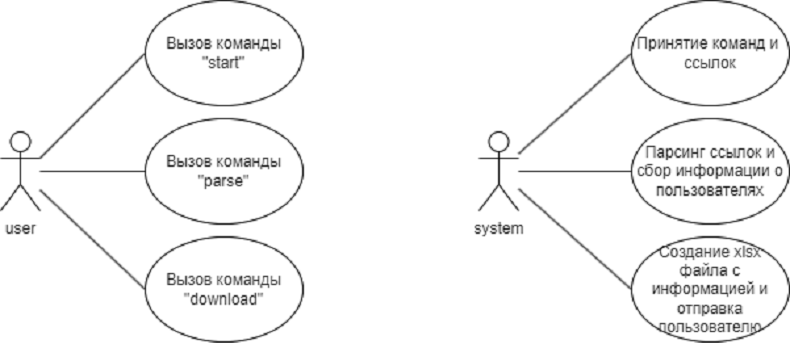 Вызов команды
"start"
Вызов команды
"parse"
user
Вызов команды
"download"
Принятие команд и
ссылок
Парсинг ссылок и
сбор информации о
пользователях
system
Создание xlsx
файла с
информацией и
отправка
пользователю